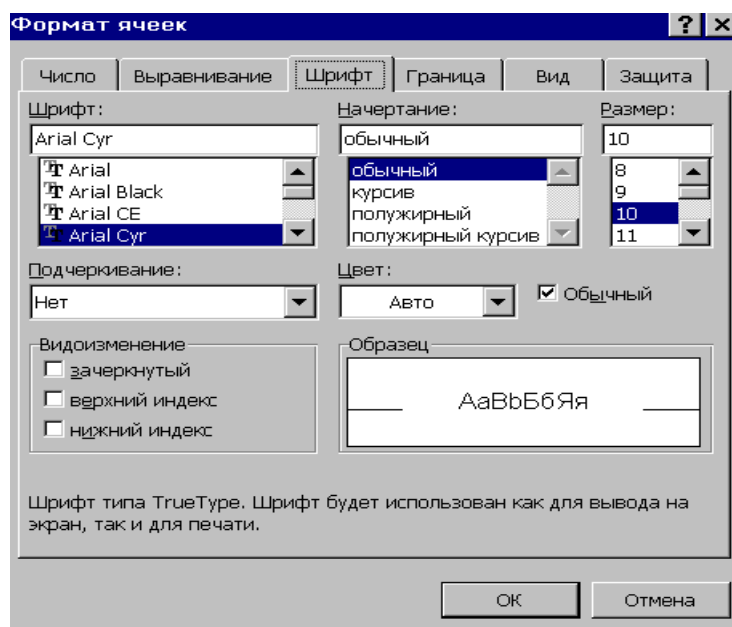 Формат ячеек
Число Выравнивание Шрифт Граница Вид Защита
Шрифт: Начертание: Размер:
Arial Cyr обычный 10
Arial обычный 8
Arial Black курсив 9
Arial CE полужирный 10
Arial Cyr полужирный курсив 11
Подчеркивание: Цвет:
Нет Авто Обычный
Видоизменение Образец
зачеркнутый
верхний индекс АаBbБбЯя
нижний индекс
Шрифт типа TrueType. Шрифт будет использован как для вывода на
экран, так и для печати.
ОК Отмена